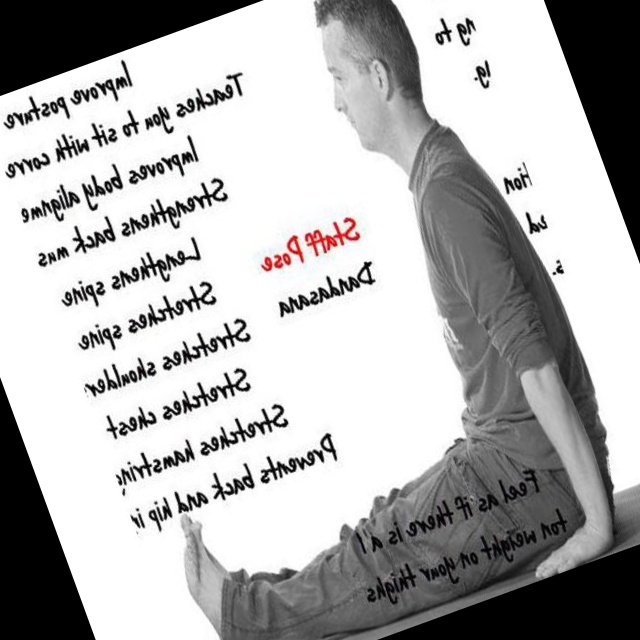 Improve posture
Teaches you to sit with corre
Improves body alignme
Strengthens back mus
Lengthens spine
Stretches spine
Stretches shoulder
Stretches chest
Stretches hamstring
Prevents back and hip in
Staff Pose
Dandasana
ng to
tion
Feel as if there is a 1
ton weight on your thighs